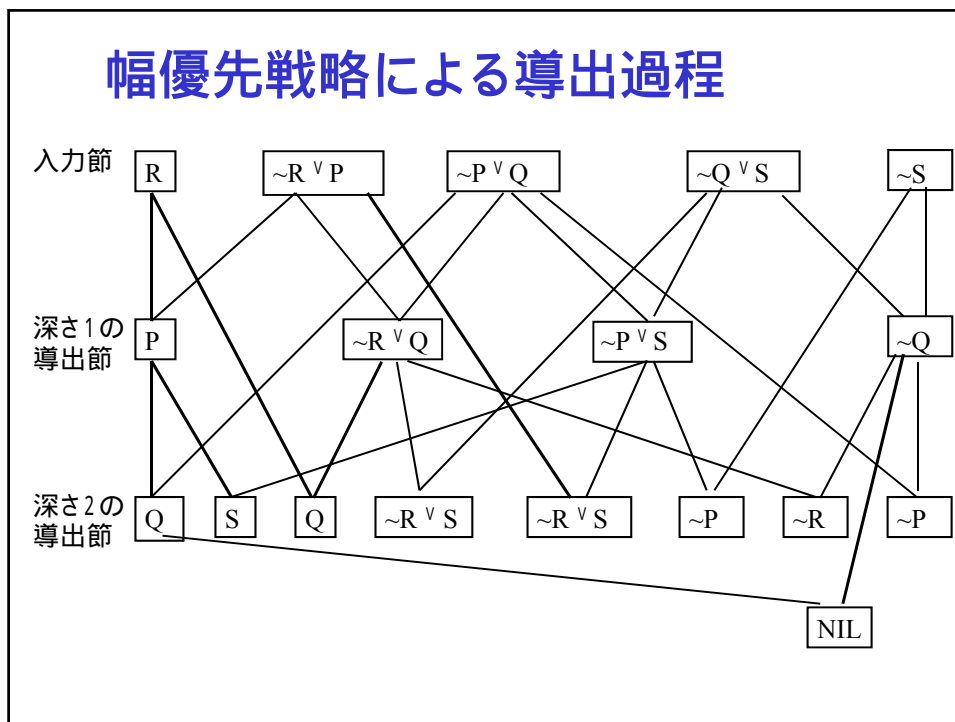 幅優先戦略による導出過程
入力節
R
~R ∨ P
~P ∨ Q
~Q ∨ S
~S
深さ1の
導出節
P
~R ∨ Q
~P ∨ S
~Q
深さ2の
導出節
Q
S
Q
~R ∨ S
~R ∨ S
~P
~R
~P
NIL